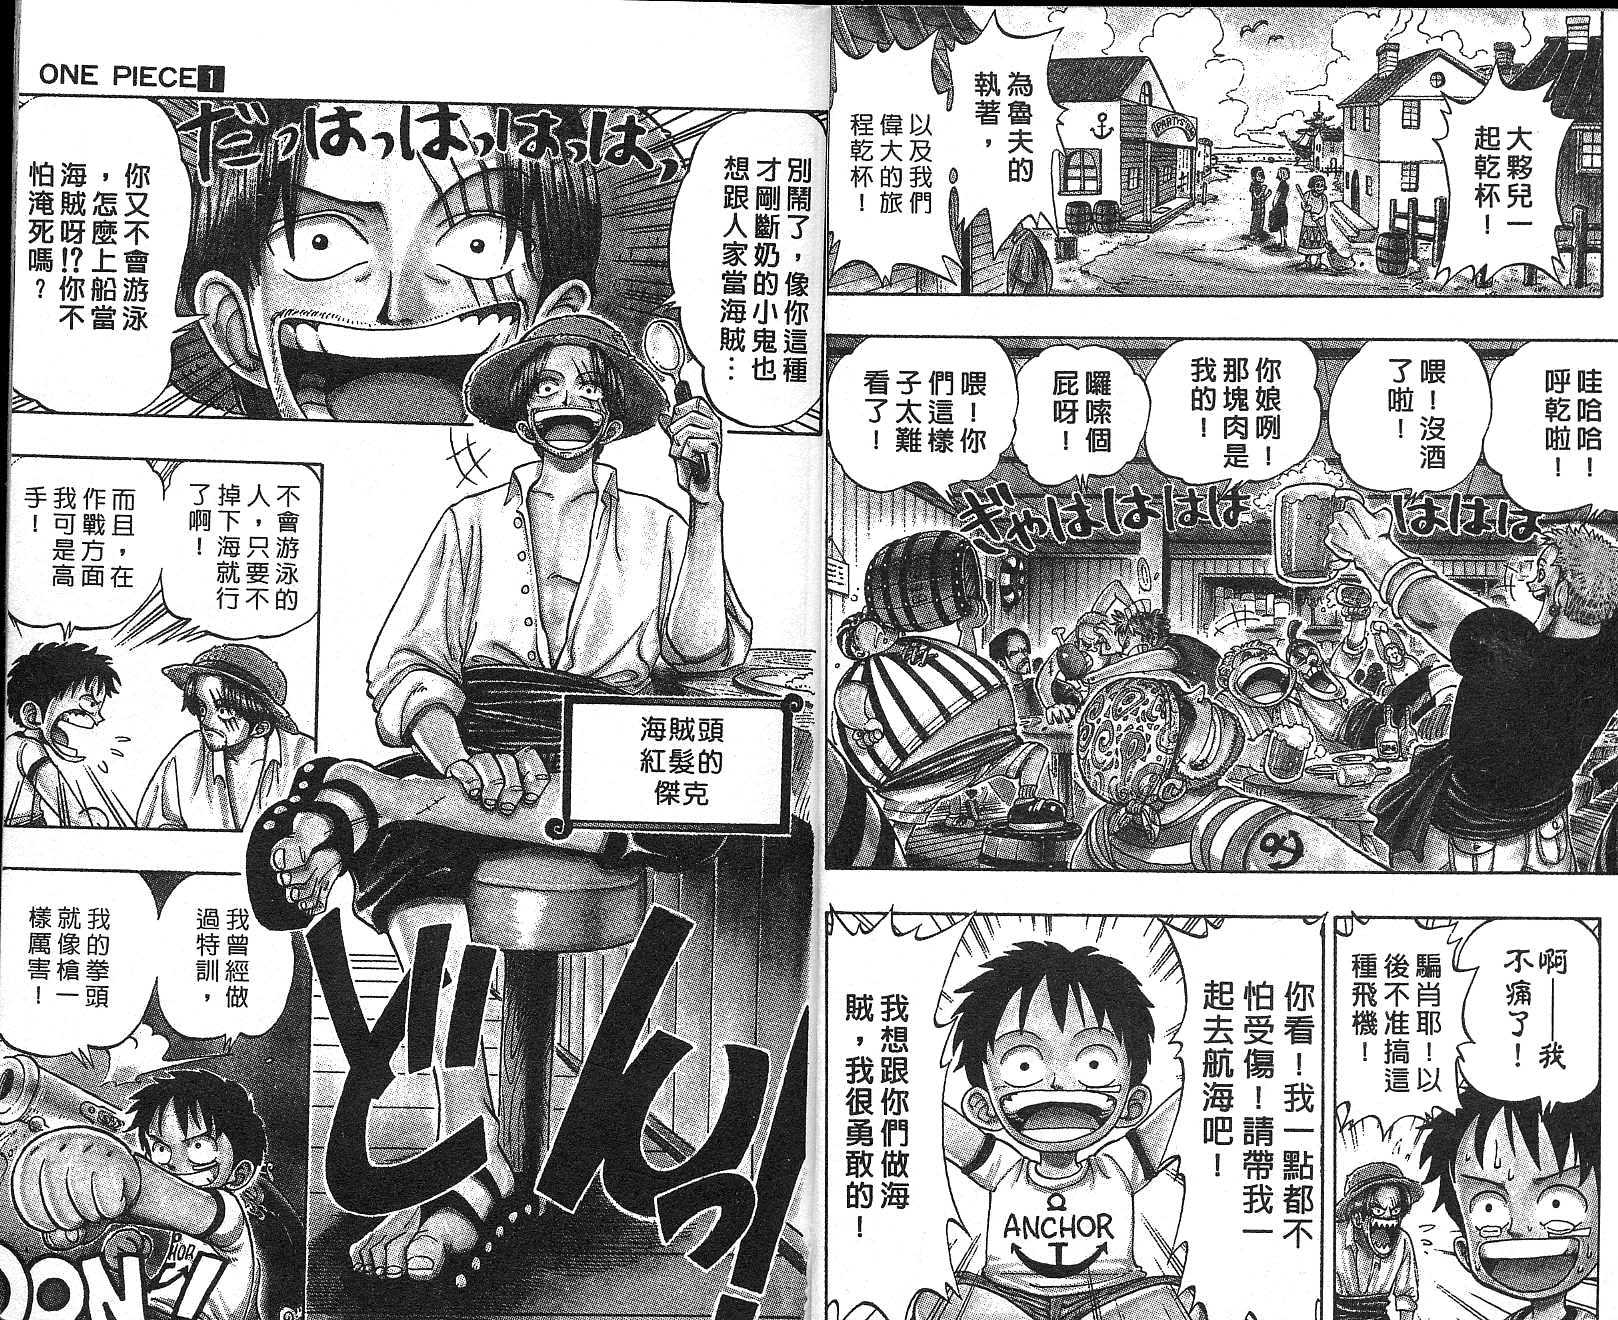 大夥兒一
起乾杯！
PARTYS
為魯夫的
執著，
以及我們
偉大的旅
程乾杯！
哇哈哈！
呼乾啦！
喂！沒酒
了啦！
你娘咧！
那塊肉是
我的！
囉嗦個
屁呀！
喂！你
們這樣
子太難
看了！
ぎゃははははは
ははは
啊──我
不痛了！
騙肖耶！以
後不准搞這
種飛機！
你看！我一點都不
怕受傷！請帶我一
起去航海吧！
我想跟你們做海
賊，我很勇敢的！
ANCHOR
ONE PIECE 1
だっはっはっはっは、
別鬧了，像你這種
才剛斷奶的小鬼也
想跟人家當海賊…
你又不會游泳
，怎麼上船當
海賊呀!?你不
怕淹死嗎？
海賊頭
紅髮的
傑克
不會游泳的
人，只要不
掉下海就行
了啊！
而且，在
作戰方面
我可是高
手！
我曾經做
過特訓，
我的拳頭
就像槍一
樣厲害！
どんっ!!